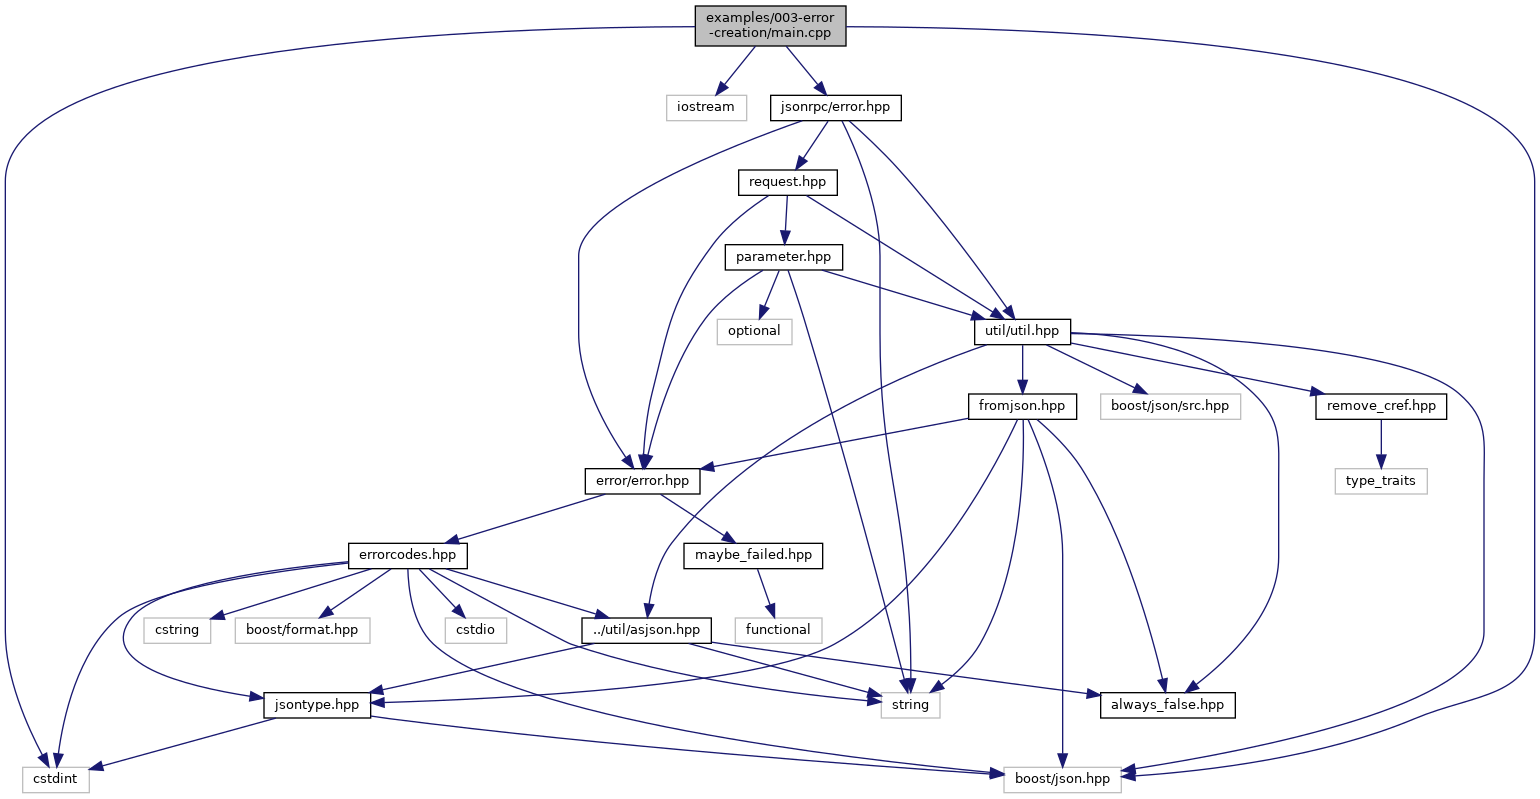 examples/003-error
-creation/main.cpp
iostream
jsonrpc/error.hpp
request.hpp
parameter.hpp
optional
util/util.hpp
fromjson.hpp
boost/json/src.hpp
remove_cref.hpp
error/error.hpp
type_traits
errorcodes.hpp
maybe_failed.hpp
cstring
boost/format.hpp
cstdio
../util/asjson.hpp
functional
jsontype.hpp
string
always_false.hpp
cstdint
boost/json.hpp